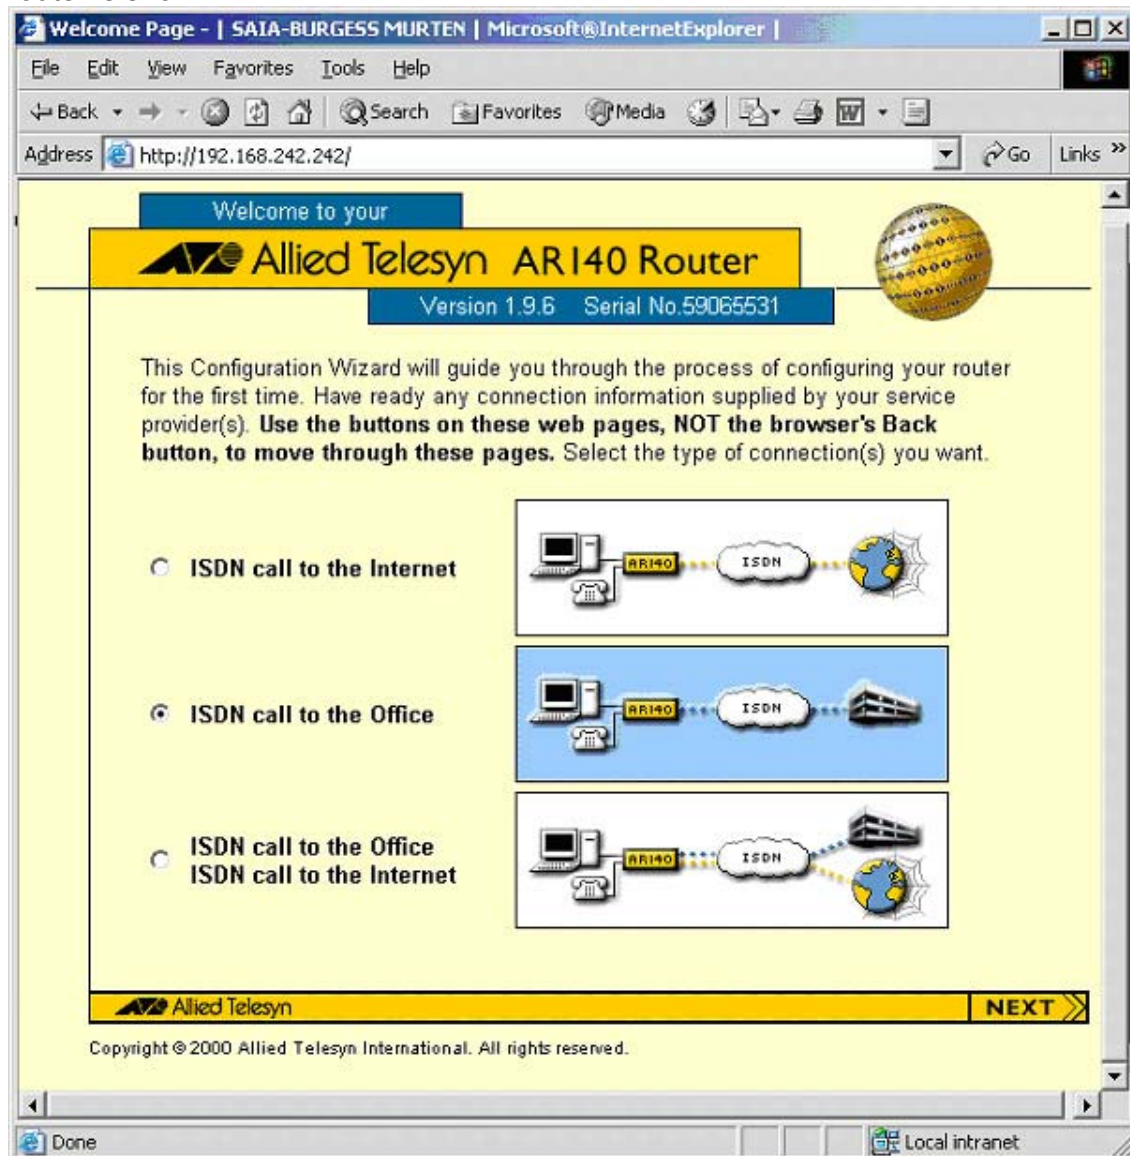 Welcome Page - | SAIA-BURGESS MURTEN | Microsoft®InternetExplorer |
File Edit View Favorites Tools Help
Back Search Favorites Media
Address http://192.168.242.242/ Go Links »
Welcome to your
Allied Telesyn AR140 Router
Version 1.9.6 Serial No.59065531
This Configuration Wizard will guide you through the process of configuring your router
for the first time. Have ready any connection information supplied by your service
provider(s). Use the buttons on these web pages, NOT the browser's Back
button, to move through these pages. Select the type of connection(s) you want.
ISDN call to the Internet
AR140 ISDN
ISDN call to the Office
AR140 ISDN
ISDN call to the Office
ISDN call to the Internet
AR140 ISDN
Allied Telesyn NEXT
Copyright © 2000 Allied Telesyn International. All rights reserved.
Done Local intranet